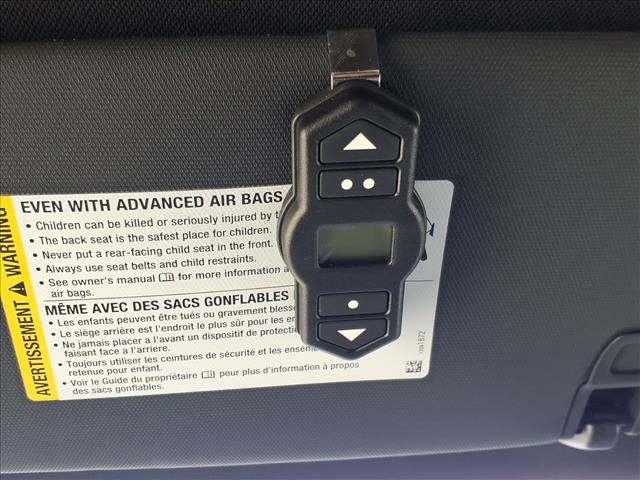 WARNING
AVERTISSEMENT
EVEN WITH ADVANCED AIR BAGS
• Children can be killed or seriously injured by
• The back seat is the safest place for children.
• Never put a rear-facing child seat in the front.
• Always use seat belts and child restraints.
• See owner's manual for more information
air bags.
MÊME AVEC DES SACS GONFLABLES
• Les enfants peuvent être tués ou gravement
• Le siège arrière est l'endroit le plus sûr pour les
• Ne jamais placer à l'avant un dispositif de
faisant face à l'arrière.
• Toujours utiliser les ceintures de sécurité et les
retenue pour enfant.
• Voir le Guide du propriétaire pour plus d'information à propos
des sacs gonflables.